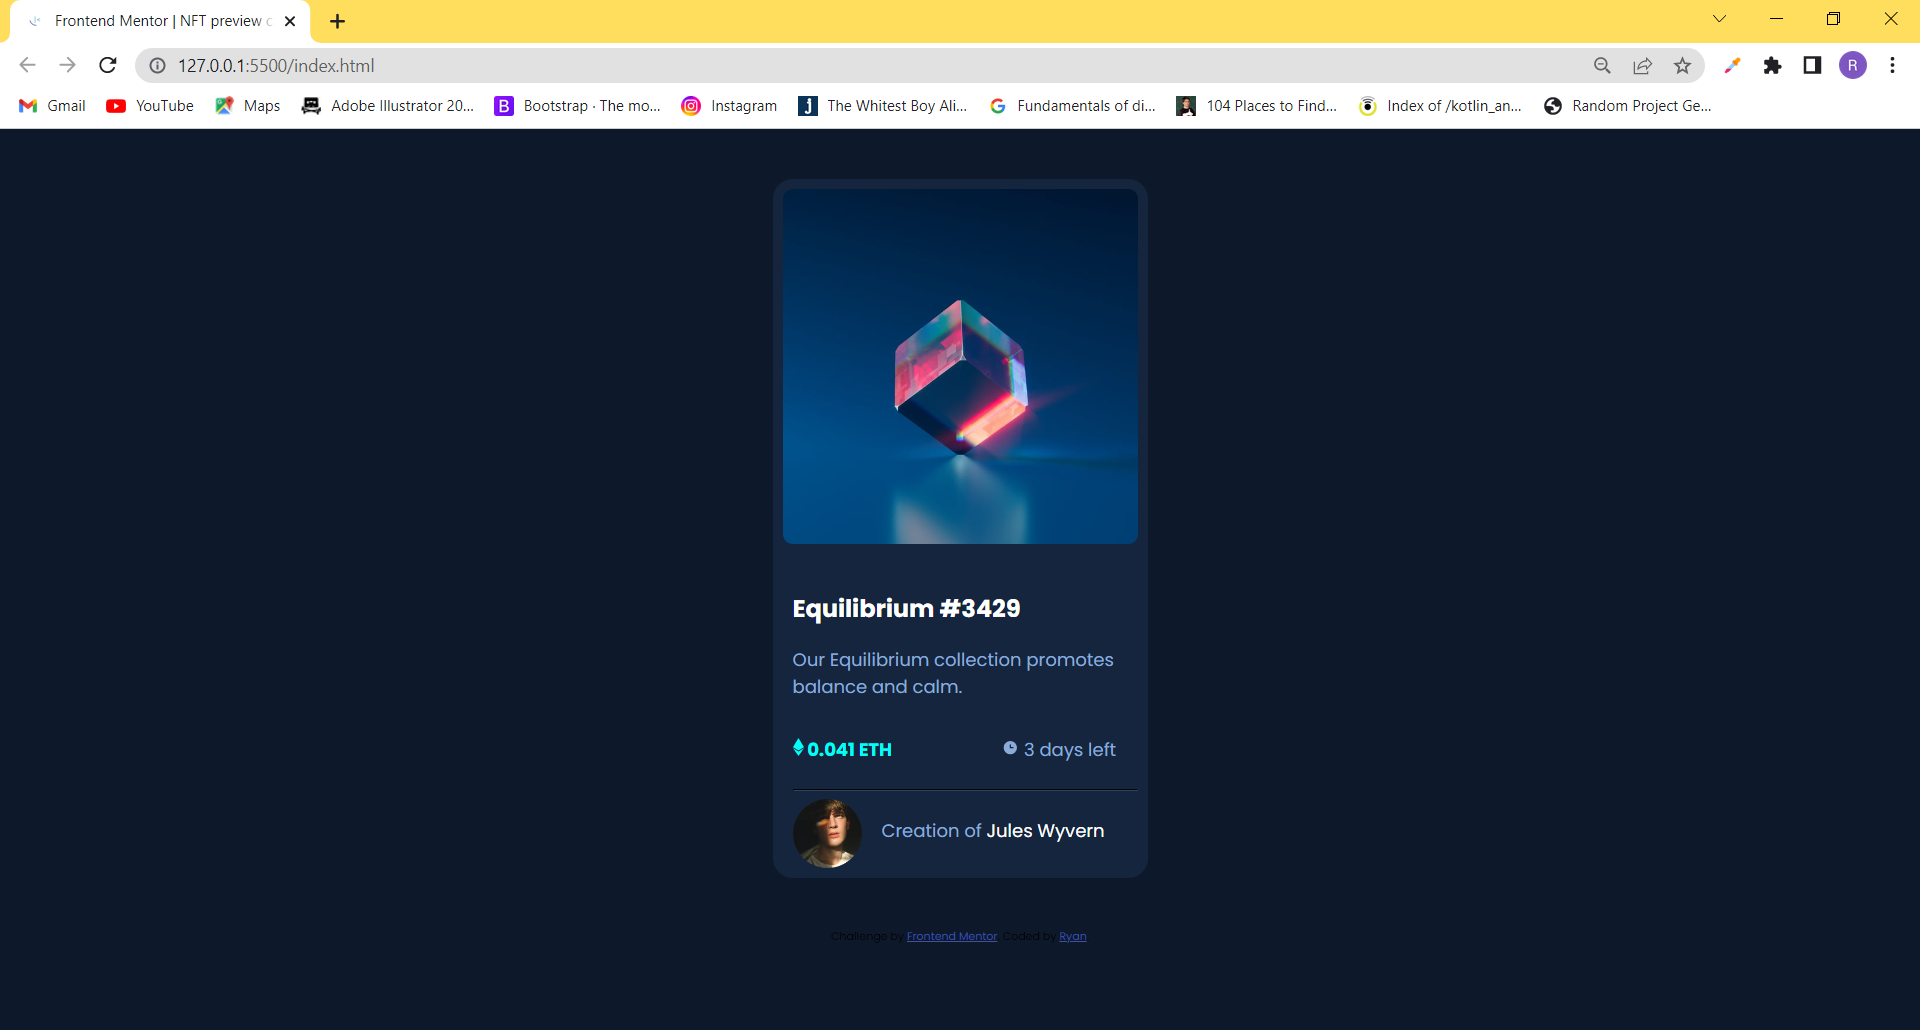 Frontend Mentor | NFT preview c
127.0.0.1:5500/index.html
R
Gmail
YouTube
Maps
Adobe Illustrator 20...
B
Bootstrap · The mo...
Instagram
j
The Whitest Boy Ali...
G
Fundamentals of di...
104 Places to Find...
Index of /kotlin_an...
Random Project Ge...
Equilibrium #3429
Our Equilibrium collection promotes
balance and calm.
0.041 ETH
3 days left
Creation of Jules Wyvern
Challenge by Frontend Mentor. Coded by Ryan